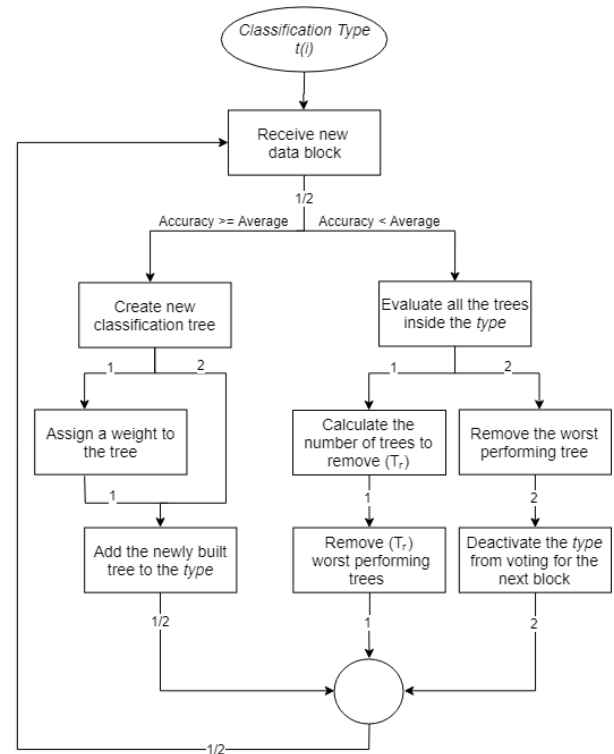 Classification Type
t(i)
Receive new
data block
1/2
Accuracy >= Average
Accuracy < Average
Create new
classification tree
Evaluate all the trees
inside the type
1
2
1
2
Assign a weight to
the tree
Calculate the
number of trees to
remove (Tr)
Remove the worst
performing tree
1
1
2
Add the newly built
tree to the type
Remove (Tr)
worst performing
trees
Deactivate the type
from voting for the
next block
1/2
1
2
1/2